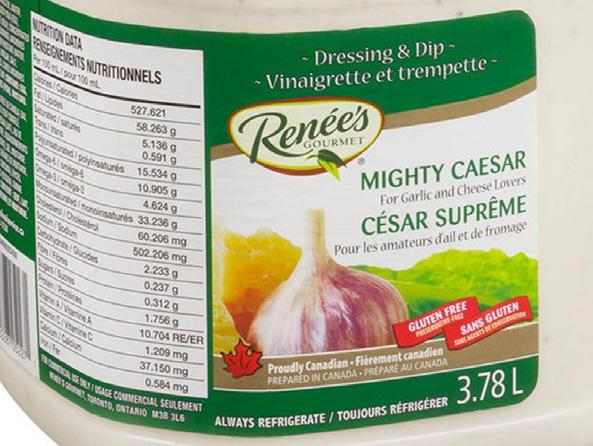 NUTRITION DATA
RENSEIGNEMENTS NUTRITIONNELS
Per 100 mL / pour 100 mL
Calories / Calories 527.621
Fat / Lipides 58.263 g
Saturated / saturés 5.136 g
Trans / trans 0.591 g
Polyunsaturated / polyinsaturés 15.534 g
Omega-6 / oméga-6 10.905 g
Omega-3 / oméga-3 4.624 g
Monounsaturated / monoinsaturés 33.236 g
Cholesterol / Cholestérol 60.206 mg
Sodium / Sodium 502.206 mg
Carbohydrate / Glucides 2.233 g
Fibre / Fibres 0.237 g
Sugars / Sucres 0.312 g
Protein / Protéines 1.756 g
Vitamin A / Vitamine A 10.704 RE/ER
Vitamin C / Vitamine C 1.209 mg
Calcium / Calcium 37.150 mg
Iron / Fer 0.584 mg
FOR COMMERCIAL USE ONLY / USAGE COMMERCIAL SEULEMENT
RENÉE'S GOURMET, TORONTO, ONTARIO M3B 3L6
~ Dressing & Dip ~
~ Vinaigrette et trempette ~
Renée's
GOURMET
®
MIGHTY CAESAR
For Garlic and Cheese Lovers
CÉSAR SUPRÊME
Pour les amateurs d'ail et de fromage
GLUTEN FREE
PRESERVATIVE FREE
SANS GLUTEN
SANS AGENTS DE CONSERVATION
Proudly Canadian • Fièrement canadien
PREPARED IN CANADA • PRÉPARÉ AU CANADA
ALWAYS REFRIGERATE / TOUJOURS RÉFRIGÉRER
3.78 L